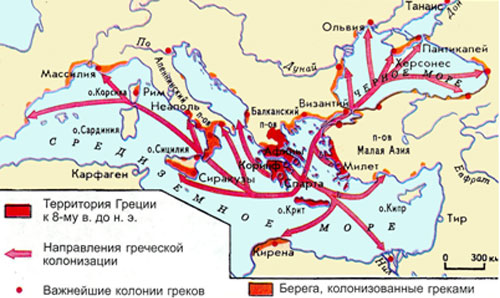 Танаис
Дон
Ольвия
Пантикапей
Херсонес
По
Дунай
Массилия
Апеннинский п-ов
ЧЕРНОЕ МОРЕ
о.Корсика
Рим
Неаполь
Балканский
п-ов
Византий
о.Сардиния
Афины
п-ов
Малая Азия
СРЕДИЗЕМНОЕ МОРЕ
о.Сицилия
Коринф
Милет
Карфаген
Сиракузы
Спарта
Евфрат
о.Крит
о.Кипр
Тир
Кирена
Нил
0 300 км
Территория Греции
к 8-му в. до н. э.
Направления греческой
колонизации
Важнейшие колонии греков
Берега, колонизованные греками